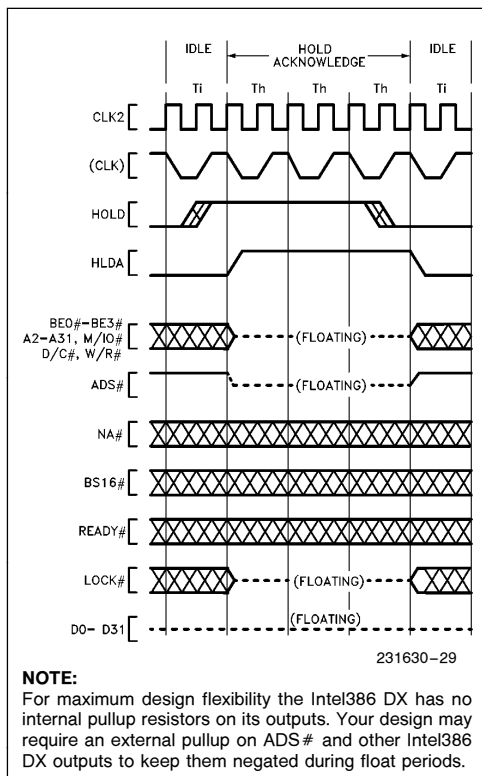 IDLE HOLD ACKNOWLEDGE IDLE
Ti Th Th Th Ti
CLK2
(CLK)
HOLD
HLDA
BE0#–BE3#
A2–A31, M/IO# (FLOATING)
D/C#, W/R#
ADS# (FLOATING)
NA#
BS16#
READY#
LOCK# (FLOATING)
(FLOATING)
D0– D31
231630–29
NOTE:
For maximum design flexibility the Intel386 DX has no
internal pullup resistors on its outputs. Your design may
require an external pullup on ADS# and other Intel386
DX outputs to keep them negated during float periods.